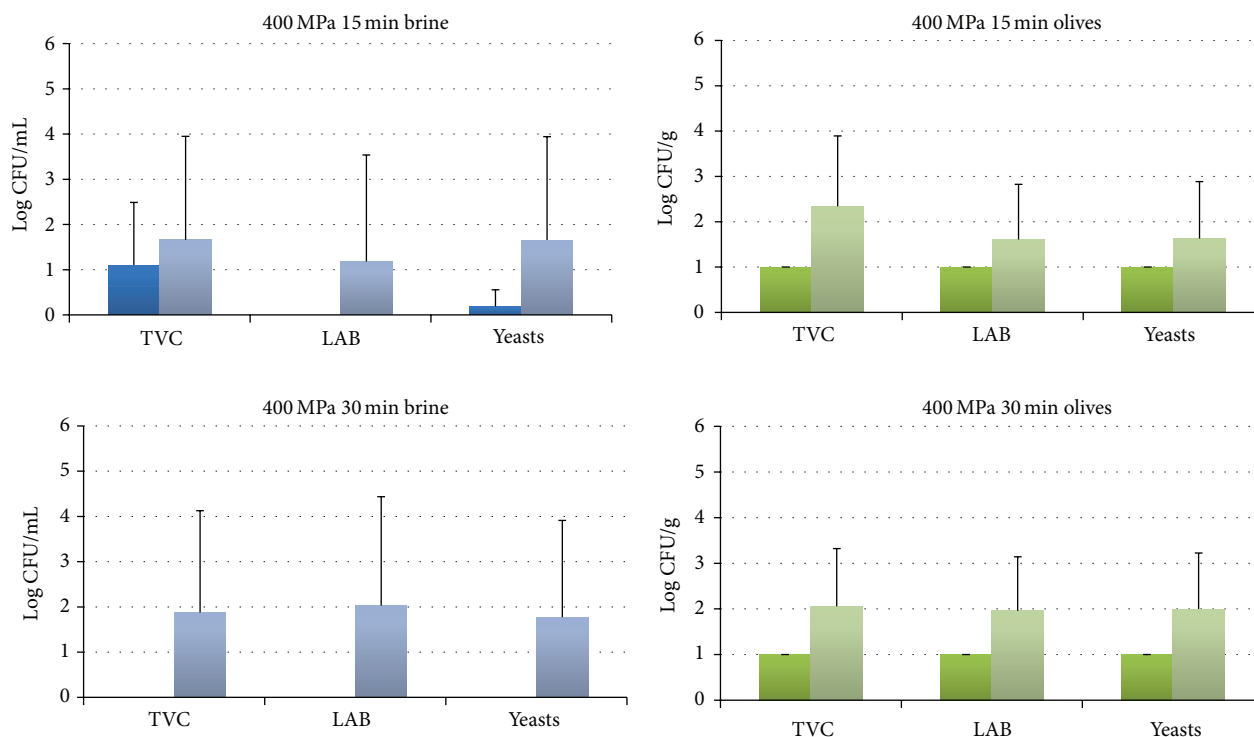 400 MPa 15 min brine
Log CFU/mL
6
5
4
3
2
1
0
TVC LAB Yeasts
400 MPa 15 min olives
Log CFU/g
6
5
4
3
2
1
0
TVC LAB Yeasts
400 MPa 30 min brine
Log CFU/mL
6
5
4
3
2
1
0
TVC LAB Yeasts
400 MPa 30 min olives
Log CFU/g
6
5
4
3
2
1
0
TVC LAB Yeasts